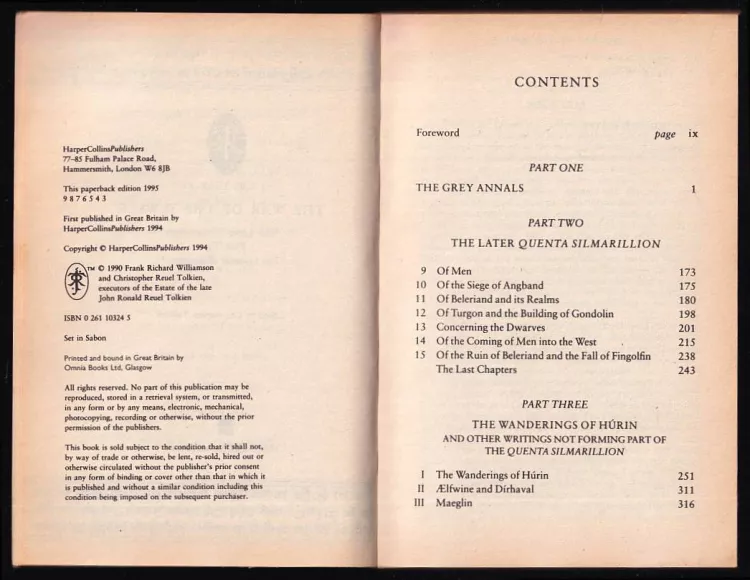 HarperCollinsPublishers
77–85 Fulham Palace Road,
Hammersmith, London W6 8JB
This paperback edition 1995
9 8 7 6 5 4 3
First published in Great Britain by
HarperCollinsPublishers 1994
Copyright © HarperCollinsPublishers 1994
TM © 1990 Frank Richard Williamson
and Christopher Reuel Tolkien,
executors of the Estate of the late
John Ronald Reuel Tolkien
ISBN 0 261 10324 5
Set in Sabon
Printed and bound in Great Britain by
Omnia Books Ltd, Glasgow
All rights reserved. No part of this publication may be
reproduced, stored in a retrieval system, or transmitted,
in any form or by any means, electronic, mechanical,
photocopying, recording or otherwise, without the prior
permission of the publishers.
This book is sold subject to the condition that it shall not,
by way of trade or otherwise, be lent, re-sold, hired out or
otherwise circulated without the publisher's prior consent
in any form of binding or cover other than that in which it
is published and without a similar condition including this
condition being imposed on the subsequent purchaser.
CONTENTS
Foreword page ix
PART ONE
THE GREY ANNALS 1
PART TWO
THE LATER QUENTA SILMARILLION
9 Of Men 173
10 Of the Siege of Angband 175
11 Of Beleriand and its Realms 180
12 Of Turgon and the Building of Gondolin 198
13 Concerning the Dwarves 201
14 Of the Coming of Men into the West 215
15 Of the Ruin of Beleriand and the Fall of Fingolfin 238
The Last Chapters 243
PART THREE
THE WANDERINGS OF HÚRIN
AND OTHER WRITINGS NOT FORMING PART OF
THE QUENTA SILMARILLION
I The Wanderings of Húrin 251
II Ælfwine and Dírhaval 311
III Maeglin 316